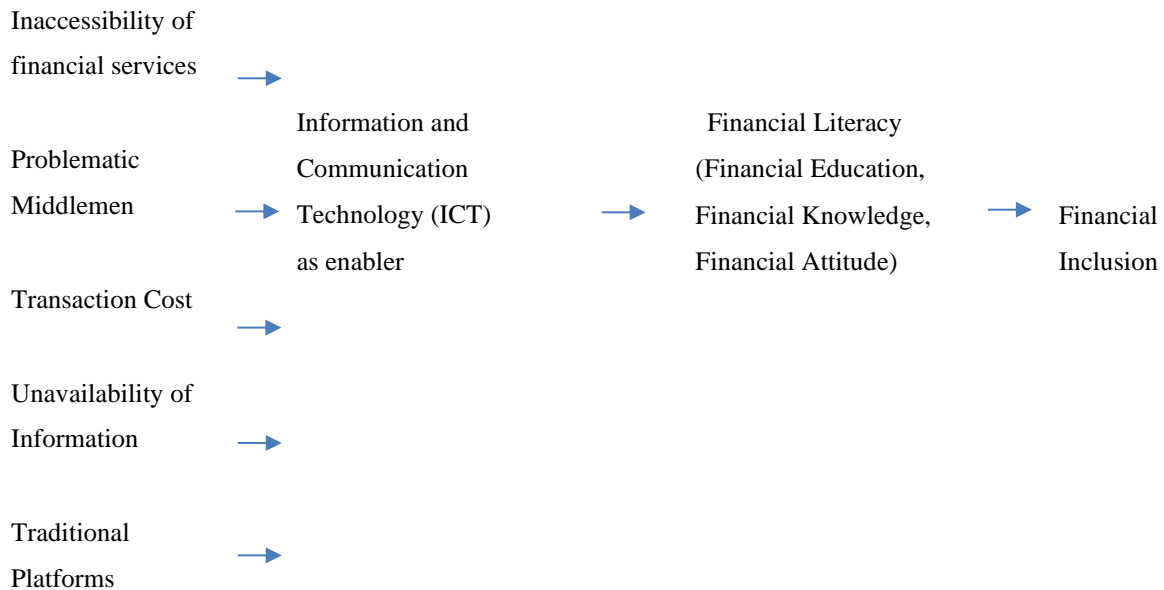 Inaccessibility of
financial services
Problematic
Middlemen
Transaction Cost
Unavailability of
Information
Traditional
Platforms
Information and
Communication
Technology (ICT)
as enabler
Financial Literacy
(Financial Education,
Financial Knowledge,
Financial Attitude)
Financial
Inclusion